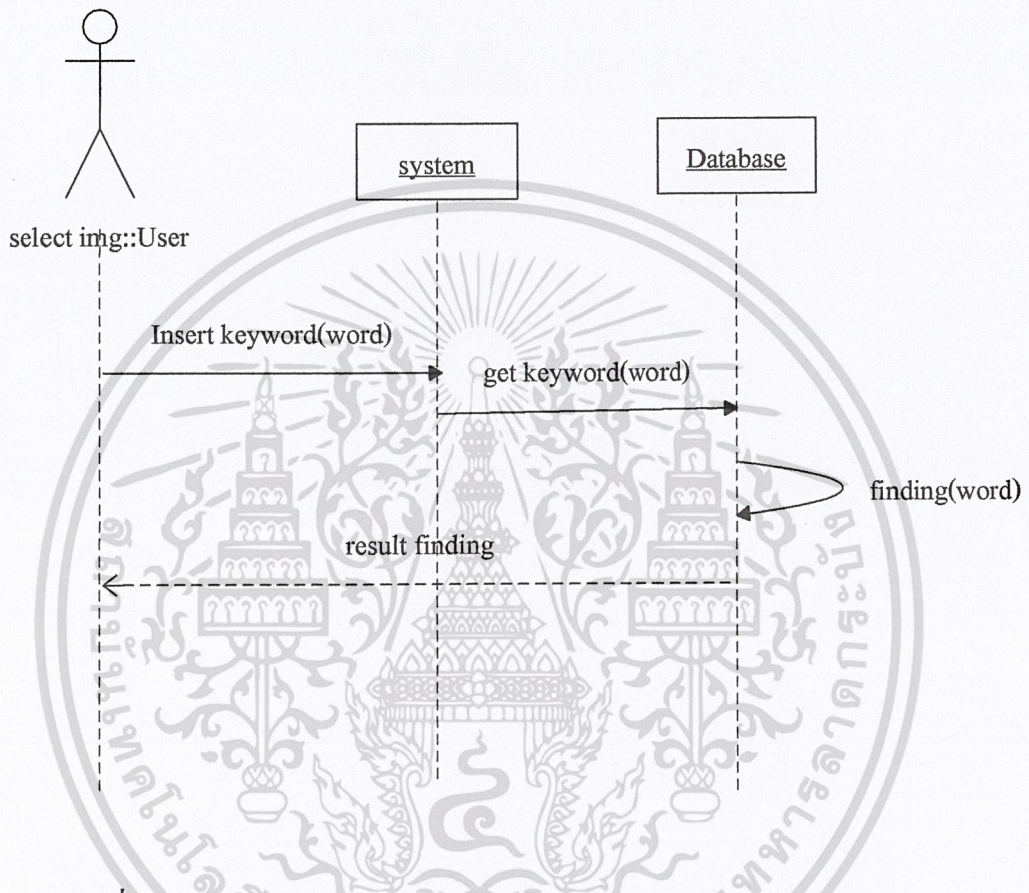 system
Database
select img::User
Insert keyword(word)
get keyword(word)
finding(word)
result finding